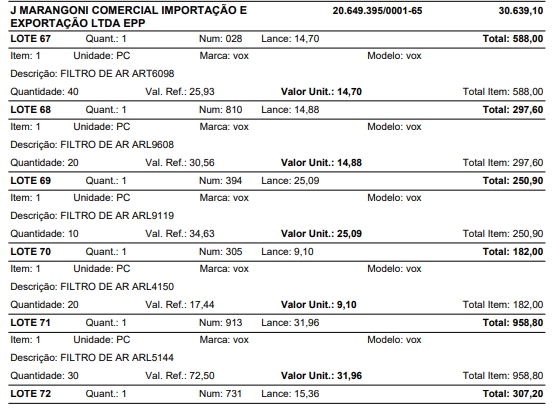 J MARANGONI COMERCIAL IMPORTAÇÃO E 20.649.395/0001-65 30.639,10
EXPORTAÇÃO LTDA EPP
LOTE 67 Quant.: 1 Num: 028 Lance: 14,70 Total: 588,00
Item: 1 Unidade: PC Marca: vox Modelo: vox
Descrição: FILTRO DE AR ART6098
Quantidade: 40 Val. Ref.: 25,93 Valor Unit.: 14,70 Total Item: 588,00
LOTE 68 Quant.: 1 Num: 810 Lance: 14,88 Total: 297,60
Item: 1 Unidade: PC Marca: vox Modelo: vox
Descrição: FILTRO DE AR ARL9608
Quantidade: 20 Val. Ref.: 30,56 Valor Unit.: 14,88 Total Item: 297,60
LOTE 69 Quant.: 1 Num: 394 Lance: 25,09 Total: 250,90
Item: 1 Unidade: PC Marca: vox Modelo: vox
Descrição: FILTRO DE AR ARL9119
Quantidade: 10 Val. Ref.: 34,63 Valor Unit.: 25,09 Total Item: 250,90
LOTE 70 Quant.: 1 Num: 305 Lance: 9,10 Total: 182,00
Item: 1 Unidade: PC Marca: vox Modelo: vox
Descrição: FILTRO DE AR ARL4150
Quantidade: 20 Val. Ref.: 17,44 Valor Unit.: 9,10 Total Item: 182,00
LOTE 71 Quant.: 1 Num: 913 Lance: 31,96 Total: 958,80
Item: 1 Unidade: PC Marca: vox Modelo: vox
Descrição: FILTRO DE AR ARL5144
Quantidade: 30 Val. Ref.: 72,50 Valor Unit.: 31,96 Total Item: 958,80
LOTE 72 Quant.: 1 Num: 731 Lance: 15,36 Total: 307,20